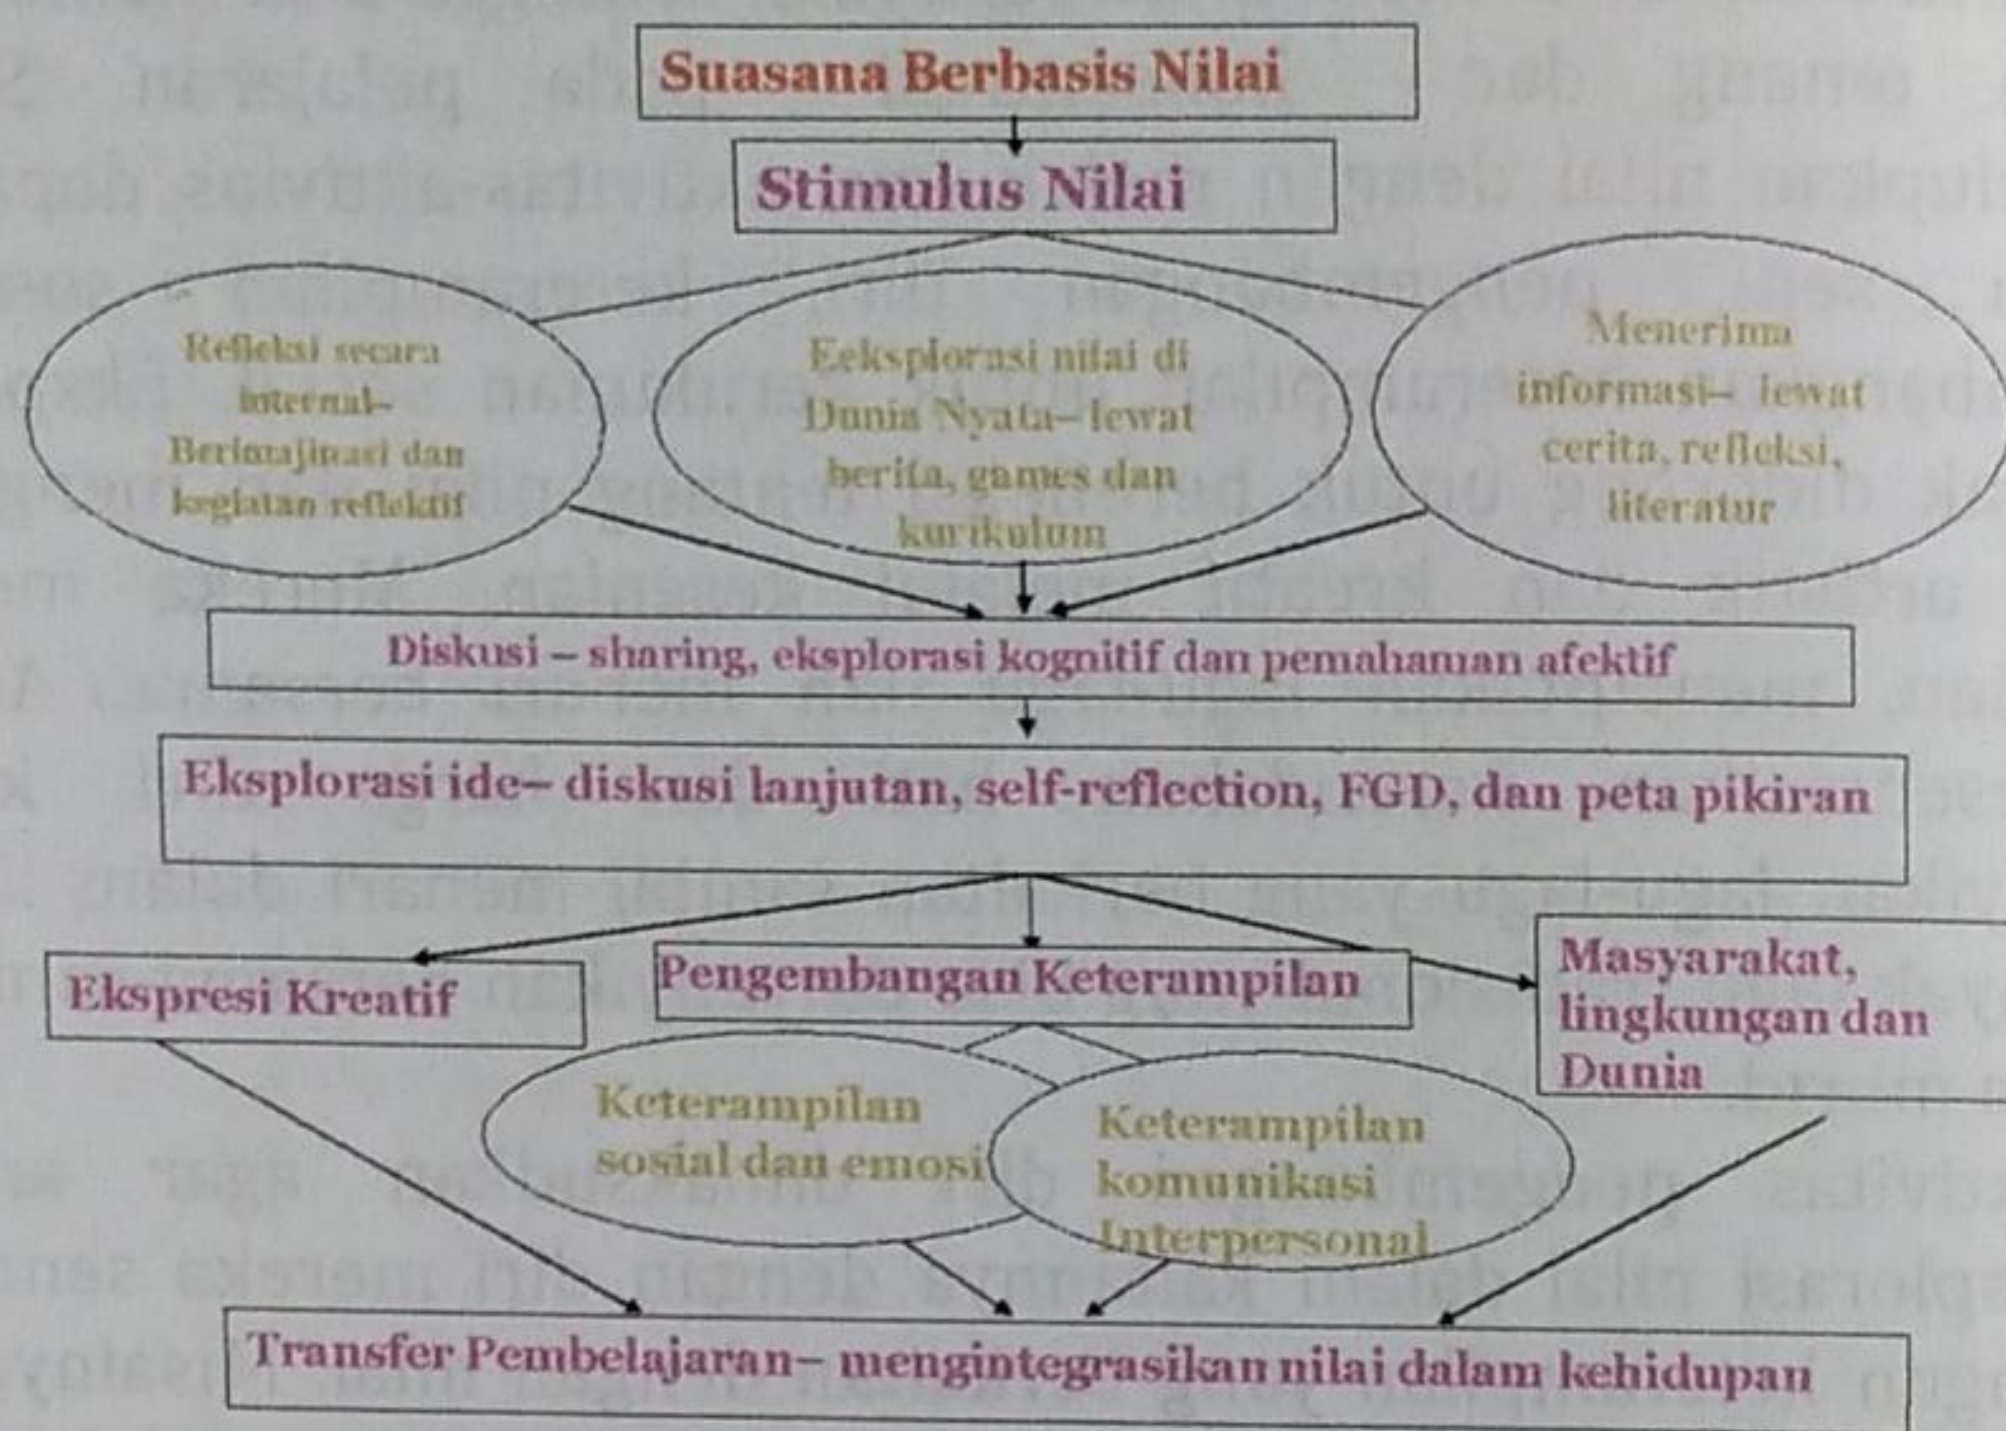 Suasana Berbasis Nilai
Stimulus Nilai
Refleksi secara
internal–
Berimajinasi dan
kegiatan reflektif
Eeksplorasi nilai di
Dunia Nyata– lewat
berita, games dan
kurikulum
Menerima
informasi– lewat
cerita, refleksi,
literatur
Diskusi – sharing, eksplorasi kognitif dan pemahaman afektif
Eksplorasi ide– diskusi lanjutan, self-reflection, FGD, dan peta pikiran
Ekspresi Kreatif
Pengembangan Keterampilan
Masyarakat,
lingkungan dan
Dunia
Keterampilan
sosial dan emosi
Keterampilan
komunikasi
Interpersonal
Transfer Pembelajaran– mengintegrasikan nilai dalam kehidupan